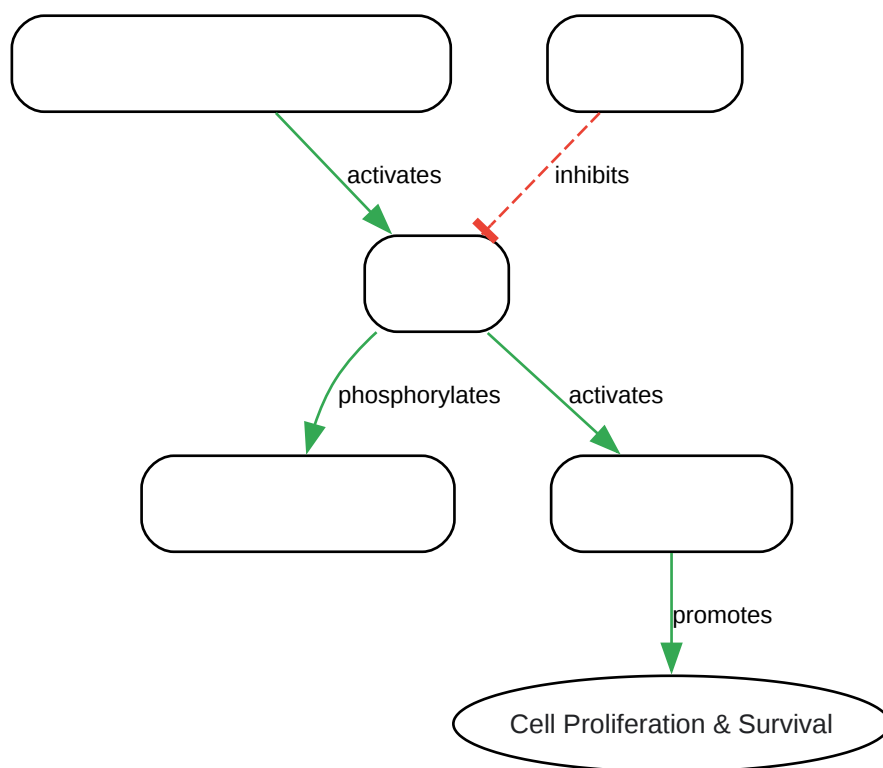 activates
inhibits
phosphorylates
activates
promotes
Cell Proliferation & Survival